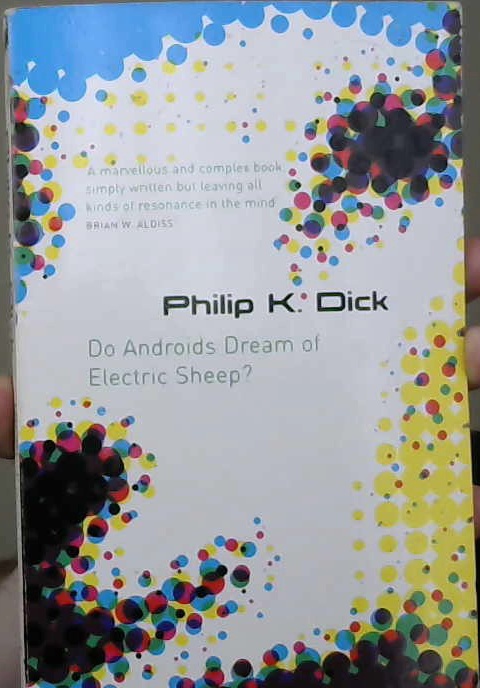 A marvellous and complex book,
simply written but leaving all
kinds of resonance in the mind
BRIAN W. ALDISS
Philip K. Dick
Do Androids Dream of
Electric Sheep?